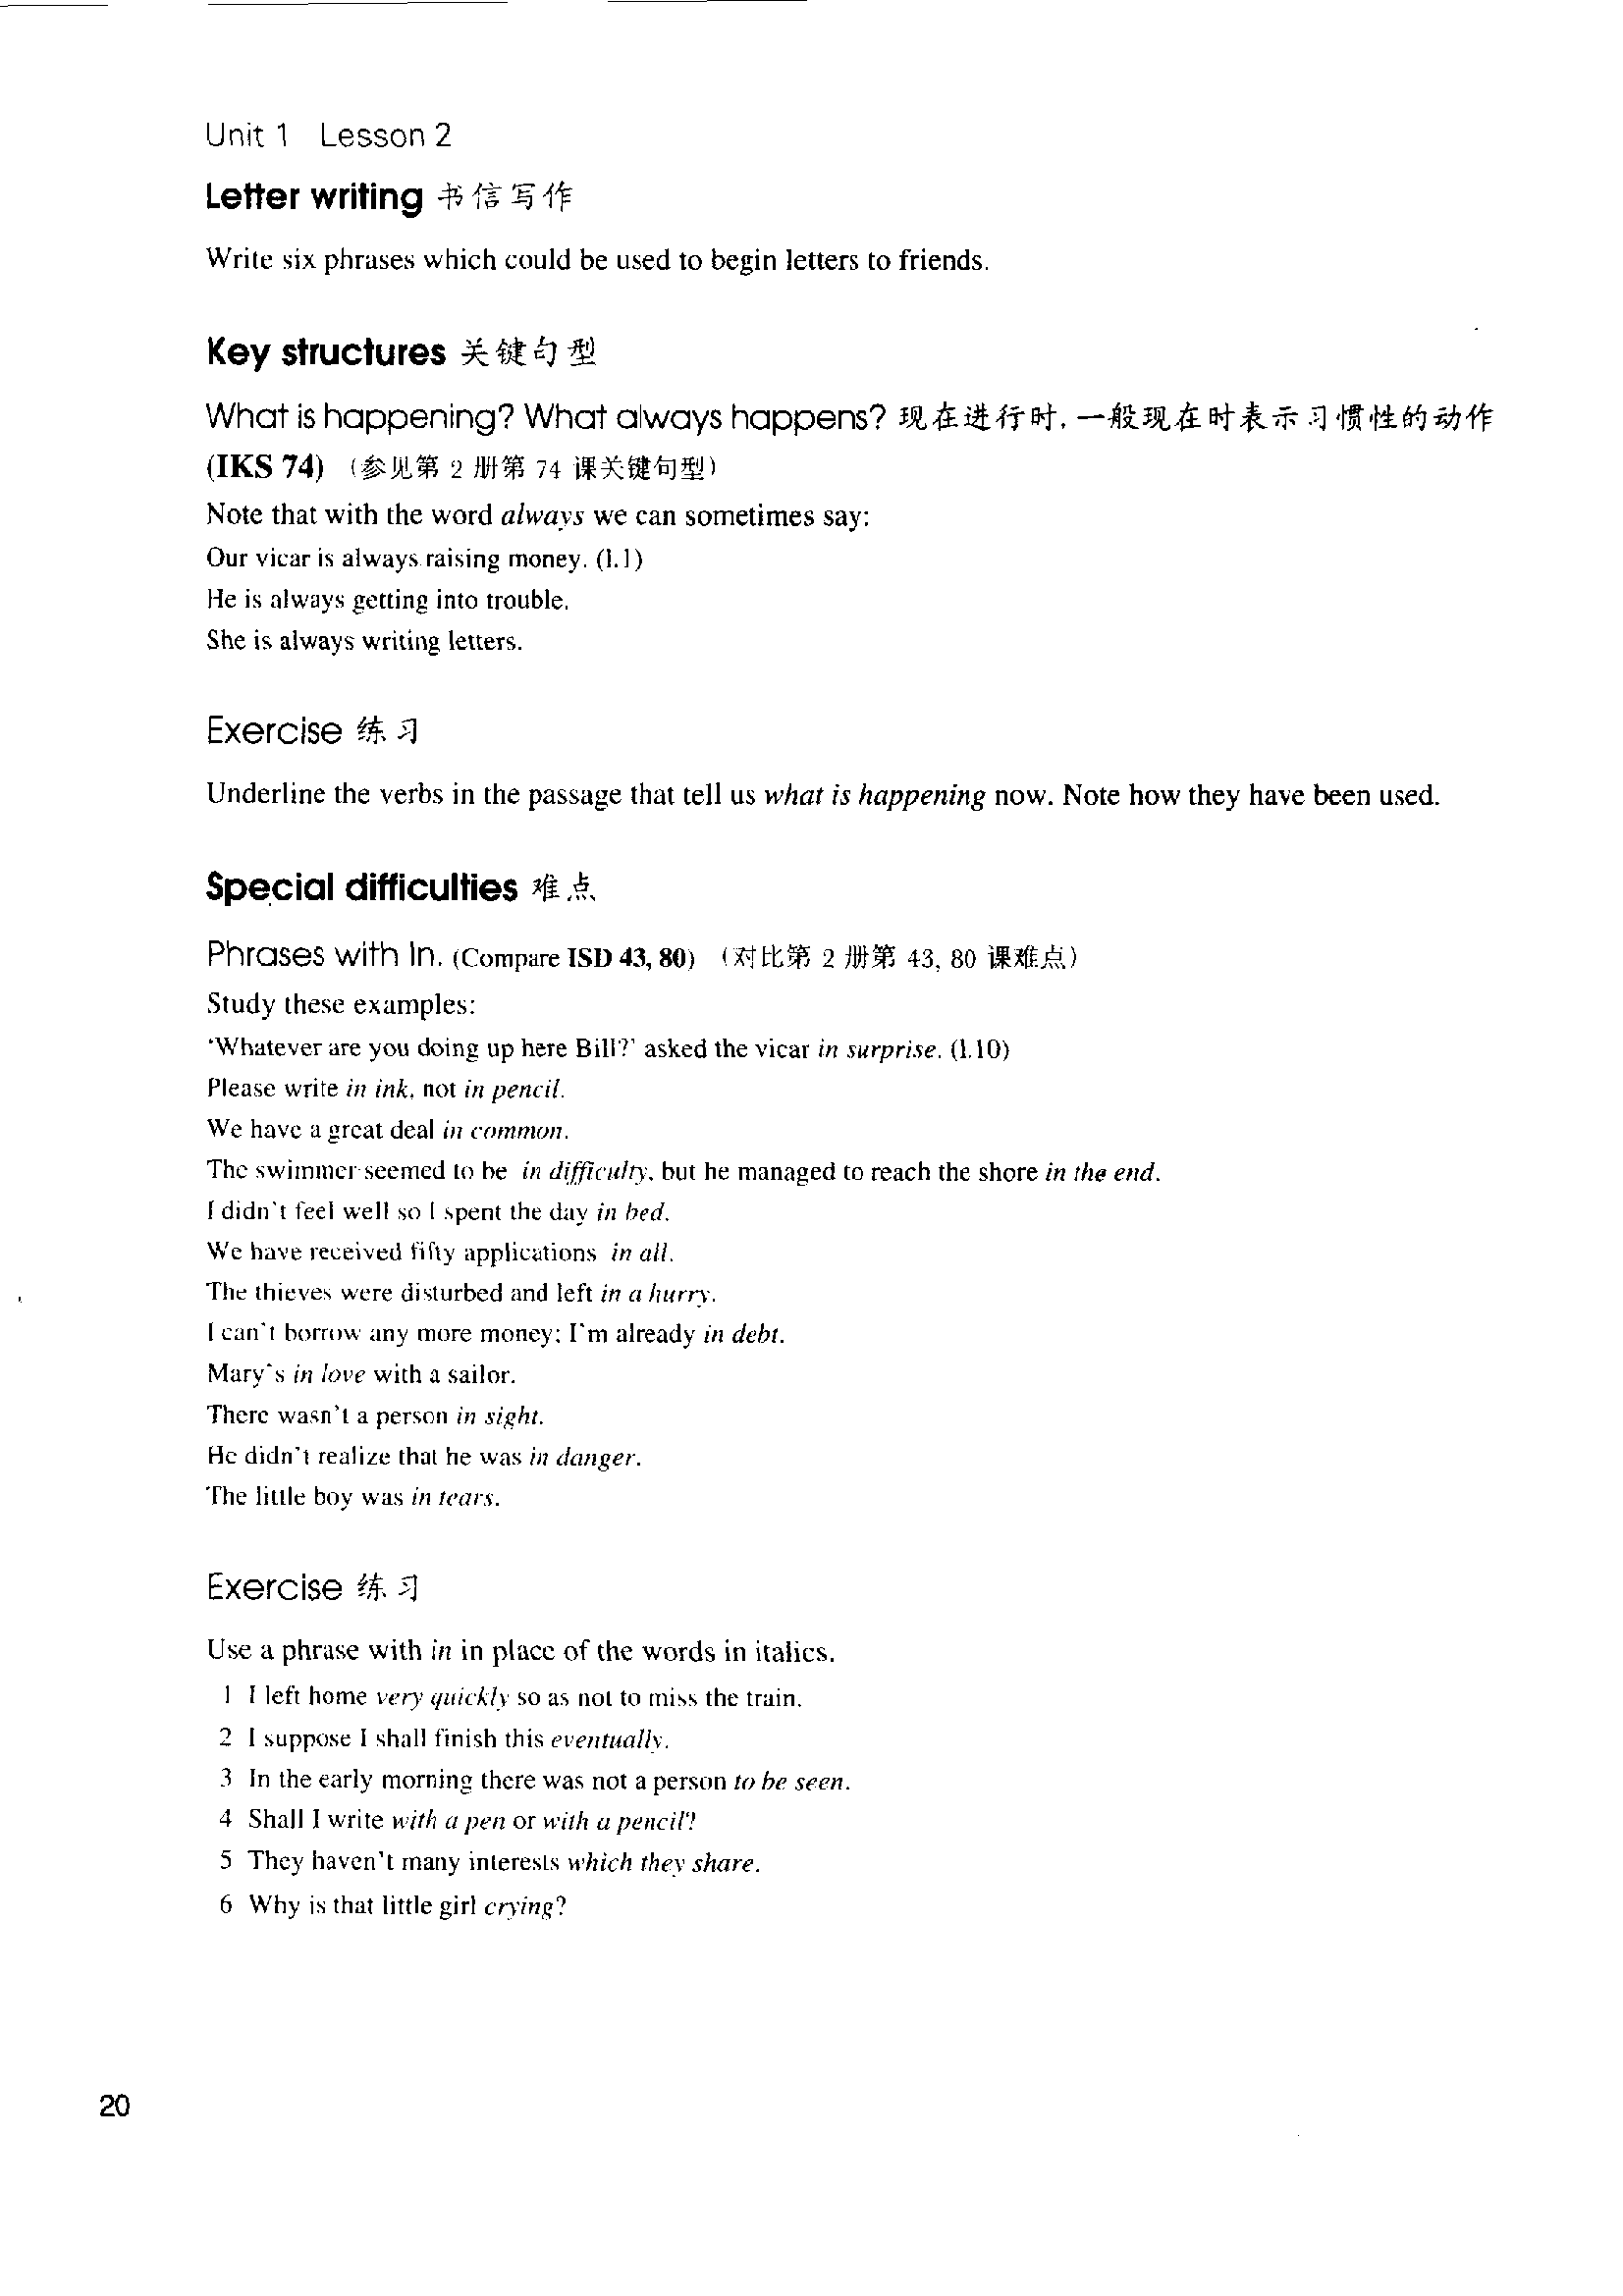 Unit 1 Lesson 2
Letter writing 书信写作
Write six phrases which could be used to begin letters to friends.
Key structures 关键句型
What is happening? What always happens? 现在进行时,一般现在时表示习惯性的动作
(IKS 74) (参见第 2 册第 74 课关键句型)
Note that with the word always we can sometimes say:
Our vicar is always raising money. (l.1)
He is always getting into trouble.
She is always writing letters.
Exercise 练习
Underline the verbs in the passage that tell us what is happening now. Note how they have been used.
Special difficulties 难点
Phrases with In. (Compare ISD 43, 80) (对比第 2 册第 43, 80 课难点)
Study these examples:
'Whatever are you doing up here Bill?' asked the vicar in surprise. (l.10)
Please write in ink, not in pencil.
We have a great deal in common.
The swimmer seemed to be in difficulty, but he managed to reach the shore in the end.
I didn't feel well so I spent the day in bed.
We have received fifty applications in all.
The thieves were disturbed and left in a hurry.
I can't borrow any more money; I'm already in debt.
Mary's in love with a sailor.
There wasn't a person in sight.
He didn't realize that he was in danger.
The little boy was in tears.
Exercise 练习
Use a phrase with in in place of the words in italics.
1 I left home very quickly so as not to miss the train.
2 I suppose I shall finish this eventually.
3 In the early morning there was not a person to be seen.
4 Shall I write with a pen or with a pencil?
5 They haven't many interests which they share.
6 Why is that little girl crying?
20